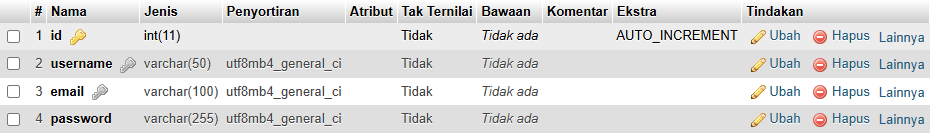 # Nama Jenis Penyortiran Atribut Tak Ternilai Bawaan Komentar Ekstra Tindakan
1 id int(11) Tidak Tidak ada AUTO_INCREMENT Ubah Hapus Lainnya
2 username varchar(50) utf8mb4_general_ci Tidak Tidak ada Ubah Hapus Lainnya
3 email varchar(100) utf8mb4_general_ci Tidak Tidak ada Ubah Hapus Lainnya
4 password varchar(255) utf8mb4_general_ci Tidak Tidak ada Ubah Hapus Lainnya